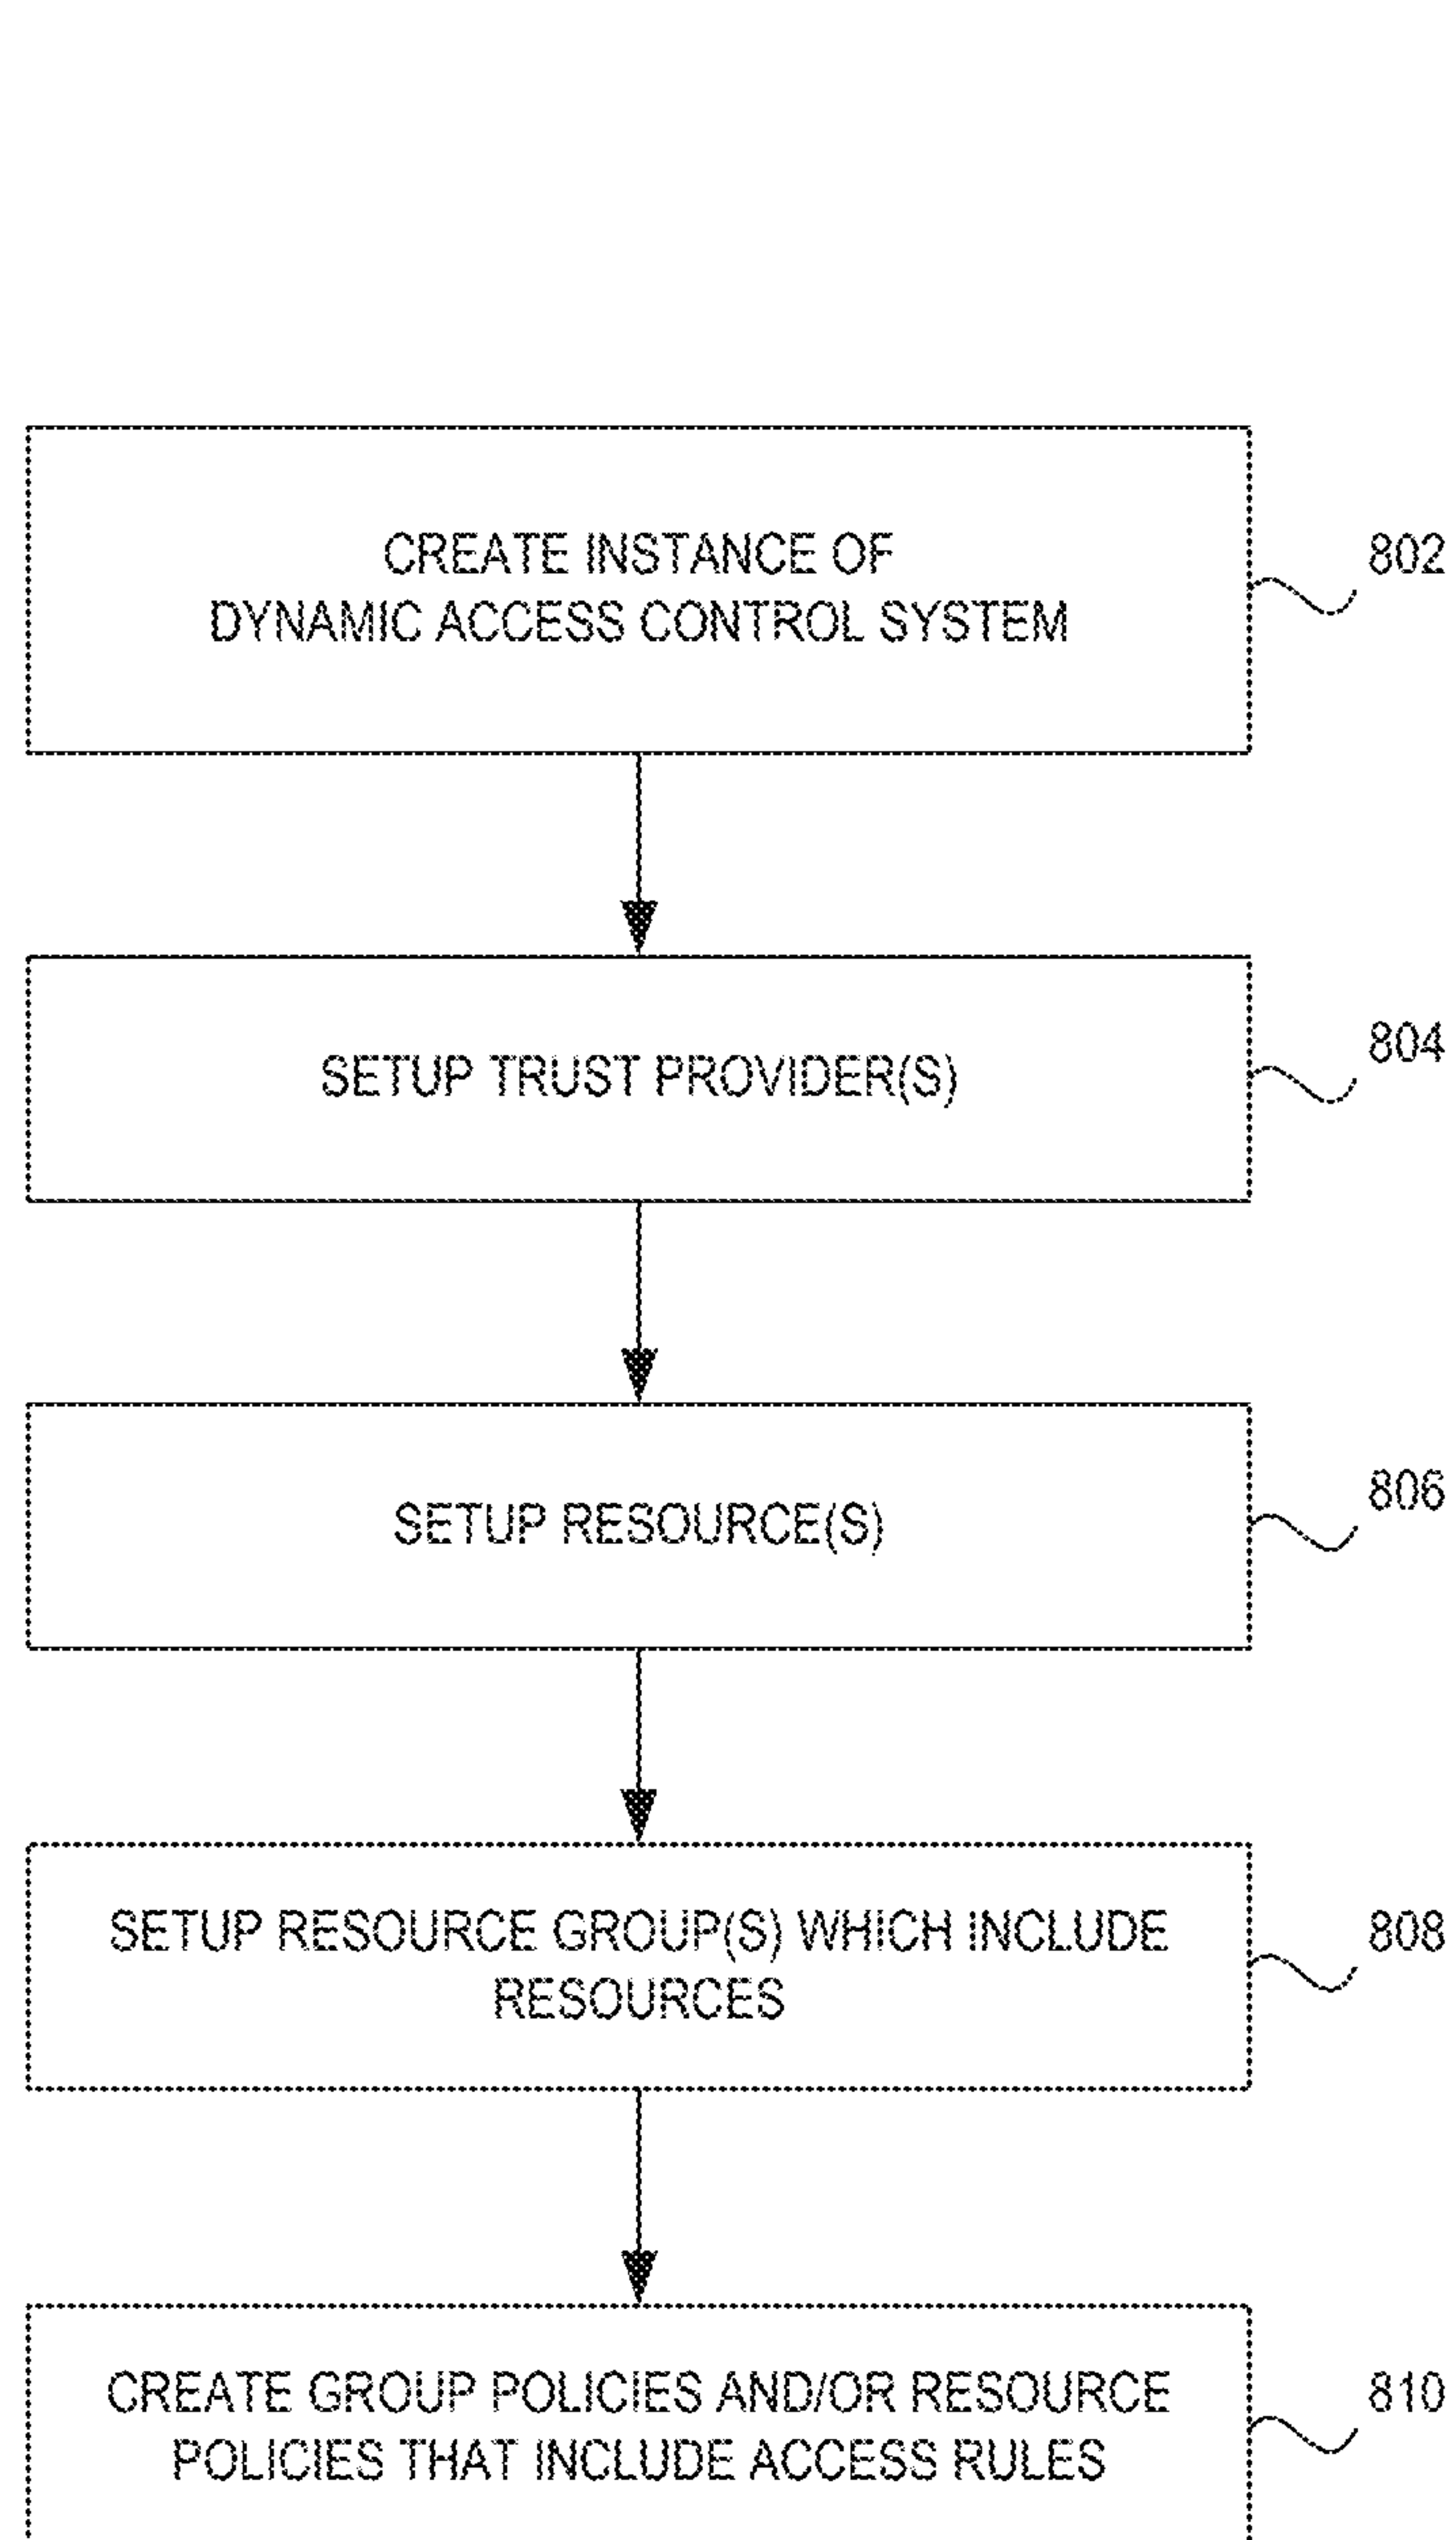 CREATE INSTANCE OF
DYNAMIC ACCESS CONTROL SYSTEM
802
SETUP TRUST PROVIDER(S)
804
SETUP RESOURCE(S)
806
SETUP RESOURCE GROUP(S) WHICH INCLUDE
RESOURCES
808
CREATE GROUP POLICIES AND/OR RESOURCE
POLICIES THAT INCLUDE ACCESS RULES
810